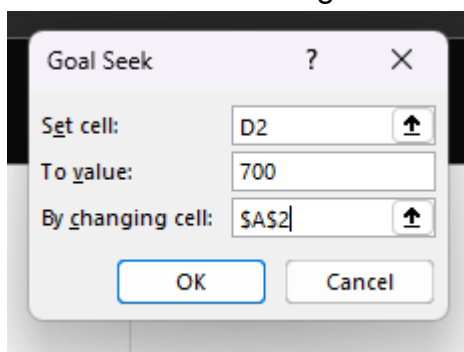 Goal Seek ? ×
Set cell: D2
To value: 700
By changing cell: $A$2
OK Cancel